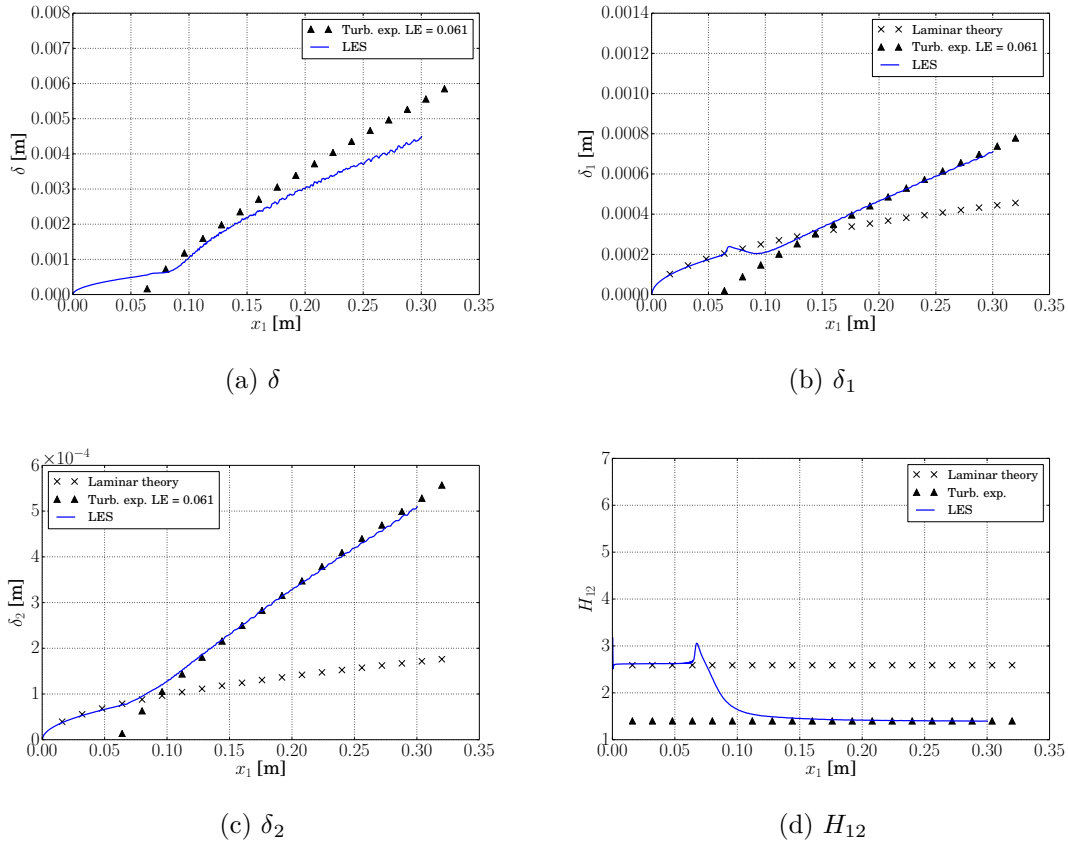 0.008
0.007
0.006
0.005
0.004
0.003
0.002
0.001
0.000
δ [m]
Turb. exp. LE = 0.061
LES
0.00 0.05 0.10 0.15 0.20 0.25 0.30 0.35
x₁ [m]
(a) δ
0.0014
0.0012
0.0010
0.0008
0.0006
0.0004
0.0002
0.0000
δ₁ [m]
Laminar theory
Turb. exp. LE = 0.061
LES
0.00 0.05 0.10 0.15 0.20 0.25 0.30 0.35
x₁ [m]
(b) δ₁
×10⁻⁴
6
5
4
3
2
1
0
δ₂ [m]
Laminar theory
Turb. exp. LE = 0.061
LES
0.00 0.05 0.10 0.15 0.20 0.25 0.30 0.35
x₁ [m]
(c) δ₂
7
6
5
4
3
2
1
H₁₂
Laminar theory
Turb. exp.
LES
0.00 0.05 0.10 0.15 0.20 0.25 0.30 0.35
x₁ [m]
(d) H₁₂